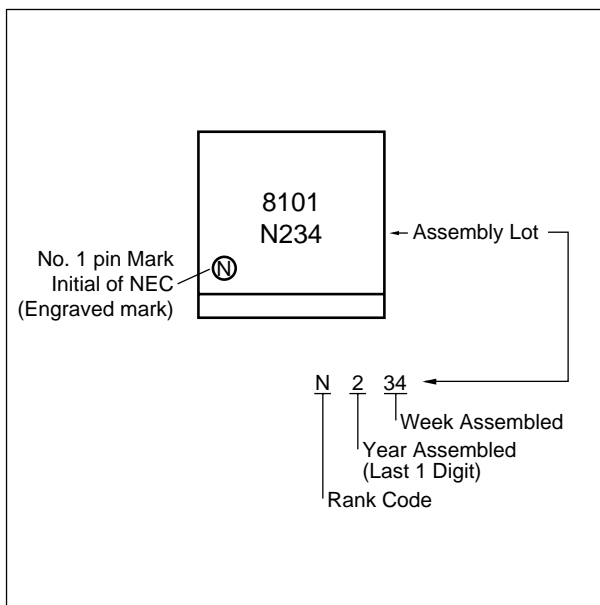 8101
N234
No. 1 pin Mark
Initial of NEC
(Engraved mark)
N
Assembly Lot
N 2 34
Week Assembled
Year Assembled
(Last 1 Digit)
Rank Code